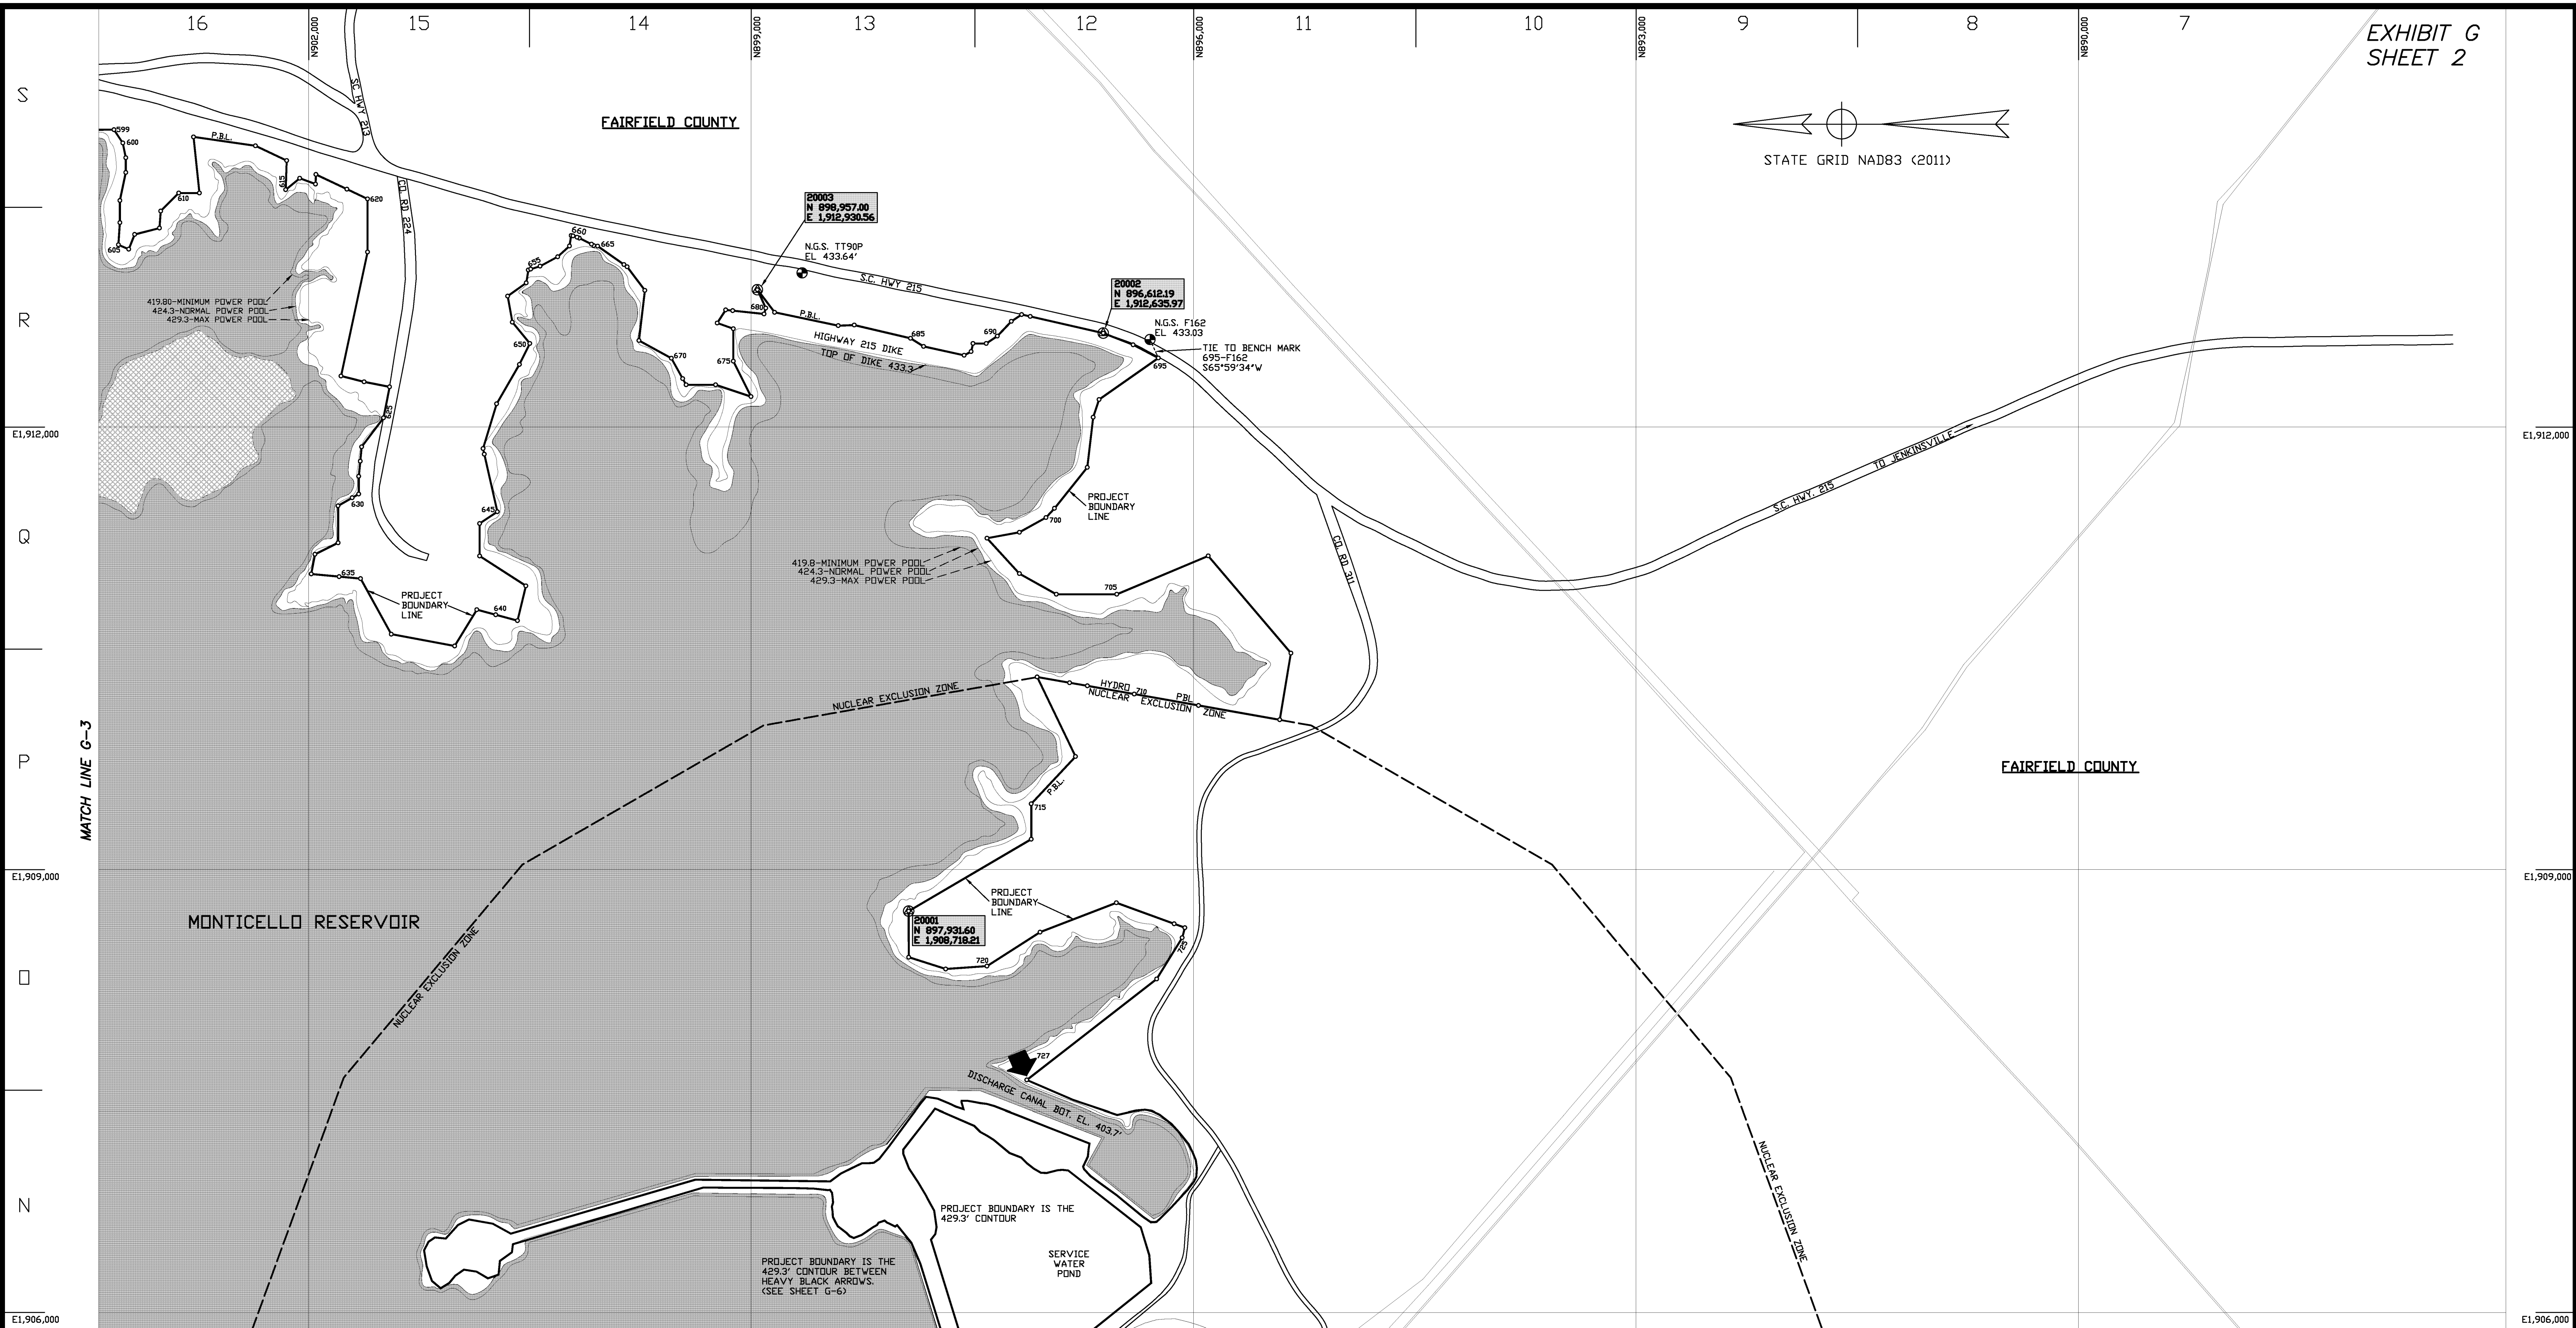 16
15
14
13
12
11
10
9
8
7
N902,000
N899,000
N896,000
N893,000
N890,000
EXHIBIT G
SHEET 2
S
R
Q
P
O
N
STATE GRID NAD83 (2011)
FAIRFIELD COUNTY
SC HWY 213
CO. RD 224
599
600
P.B.L.
605
610
615
620
625
630
635
640
645
650
655
660
665
670
675
680
685
690
695
419.80-MINIMUM POWER POOL
424.3-NORMAL POWER POOL
429.3-MAX POWER POOL
20003
N 898,957.00
E 1,912,930.56
N.G.S. TT90P
EL 433.64'
S.C. HWY 215
20002
N 896,612.19
E 1,912,635.97
N.G.S. F162
EL 433.03
TIE TO BENCH MARK
695-F162
S65°59'34"W
P.B.L.
HIGHWAY 215 DIKE
TOP OF DIKE 433.3
E1,912,000
E1,912,000
TO JENKINSVILLE
S.C. HWY. 215
PROJECT
BOUNDARY
LINE
700
419.8-MINIMUM POWER POOL
424.3-NORMAL POWER POOL
429.3-MAX POWER POOL
705
CO. RD 311
PROJECT
BOUNDARY
LINE
NUCLEAR EXCLUSION ZONE
HYDRO 710 PBL
NUCLEAR EXCLUSION ZONE
MATCH LINE G-3
FAIRFIELD COUNTY
P.B.L.
715
E1,909,000
E1,909,000
PROJECT
BOUNDARY
LINE
MONTICELLO RESERVOIR
20001
N 897,931.60
E 1,908,718.21
720
725
NUCLEAR EXCLUSION ZONE
727
DISCHARGE CANAL BOT. EL. 403.7'
NUCLEAR EXCLUSION ZONE
PROJECT BOUNDARY IS THE
429.3' CONTOUR
SERVICE
WATER
POND
PROJECT BOUNDARY IS THE
429.3' CONTOUR BETWEEN
HEAVY BLACK ARROWS.
(SEE SHEET G-6)
E1,906,000
E1,906,000